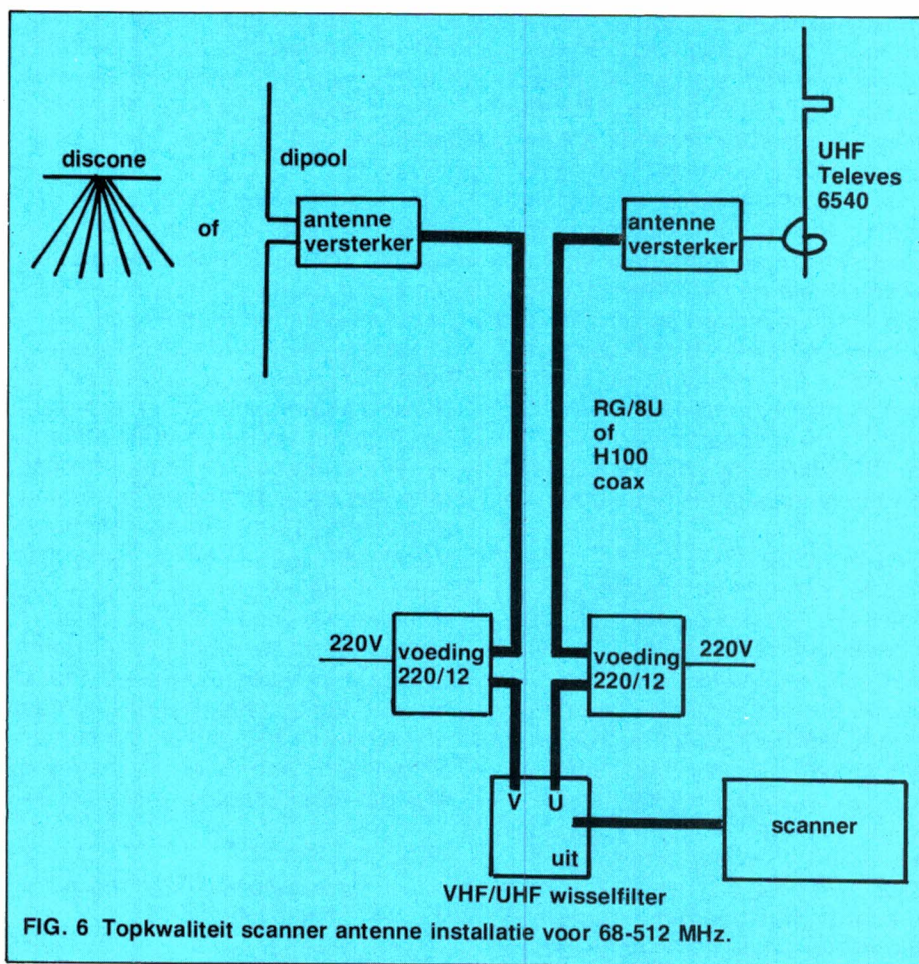 discone
of
dipool
antenne
versterker
antenne
versterker
UHF
Televes
6540
RG/8U
of
H100
coax
220V
voeding
220/12
voeding
220/12
220V
V U
uit
scanner
VHF/UHF wisselfilter
FIG. 6 Topkwaliteit scanner antenne installatie voor 68-512 MHz.